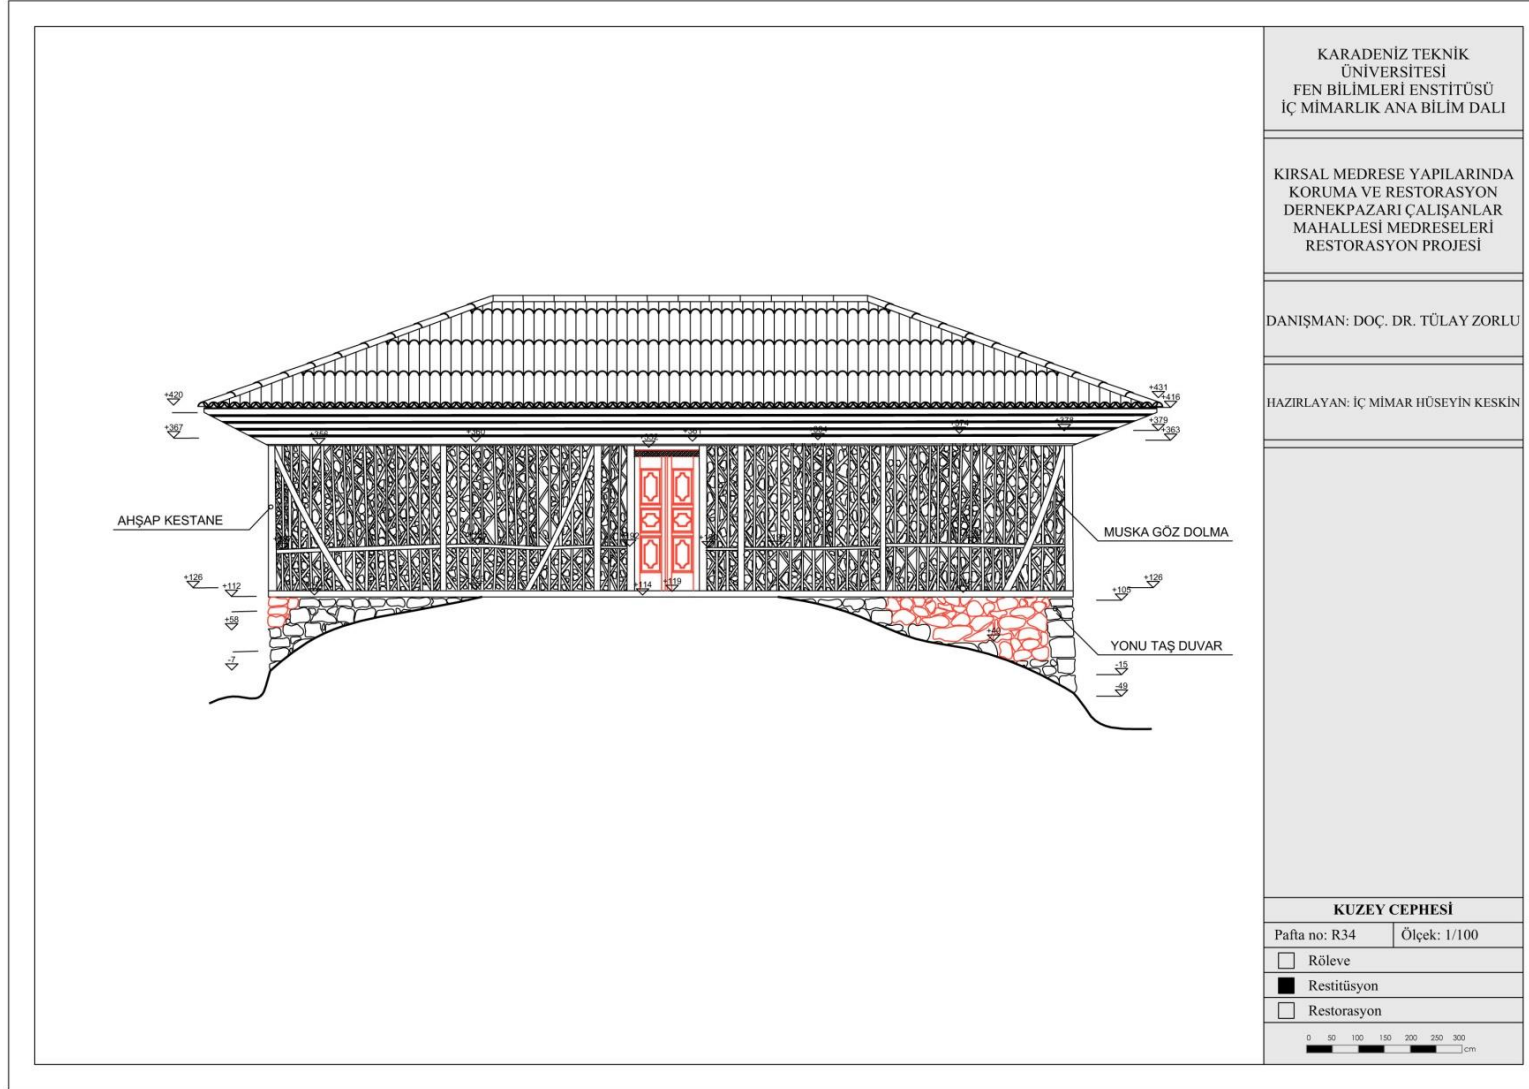 KARADENİZ TEKNİK
ÜNİVERSİTESİ
FEN BİLİMLERİ ENSTİTÜSÜ
İÇ MİMARLIK ANA BİLİM DALI
KIRSAL MEDRESE YAPILARINDA
KORUMA VE RESTORASYON
DERNEKPAZARI ÇALIŞANLAR
MAHALLESİ MEDRESELERİ
RESTORASYON PROJESİ
DANIŞMAN: DOÇ. DR. TÜLAY ZORLU
HAZIRLAYAN: İÇ MİMAR HÜSEYİN KESKİN
+420
+431
+416
+367
+379
+363
+360
+361
AHŞAP KESTANE
MUSKA GÖZ DOLMA
+126
+112
+114
+119
+126
+105
+58
YONU TAŞ DUVAR
-7
-15
-49
KUZEY CEPHESİ
Pafta no: R34 Ölçek: 1/100
Röleve
Restitüsyon
Restorasyon
0 50 100 150 200 250 300
cm